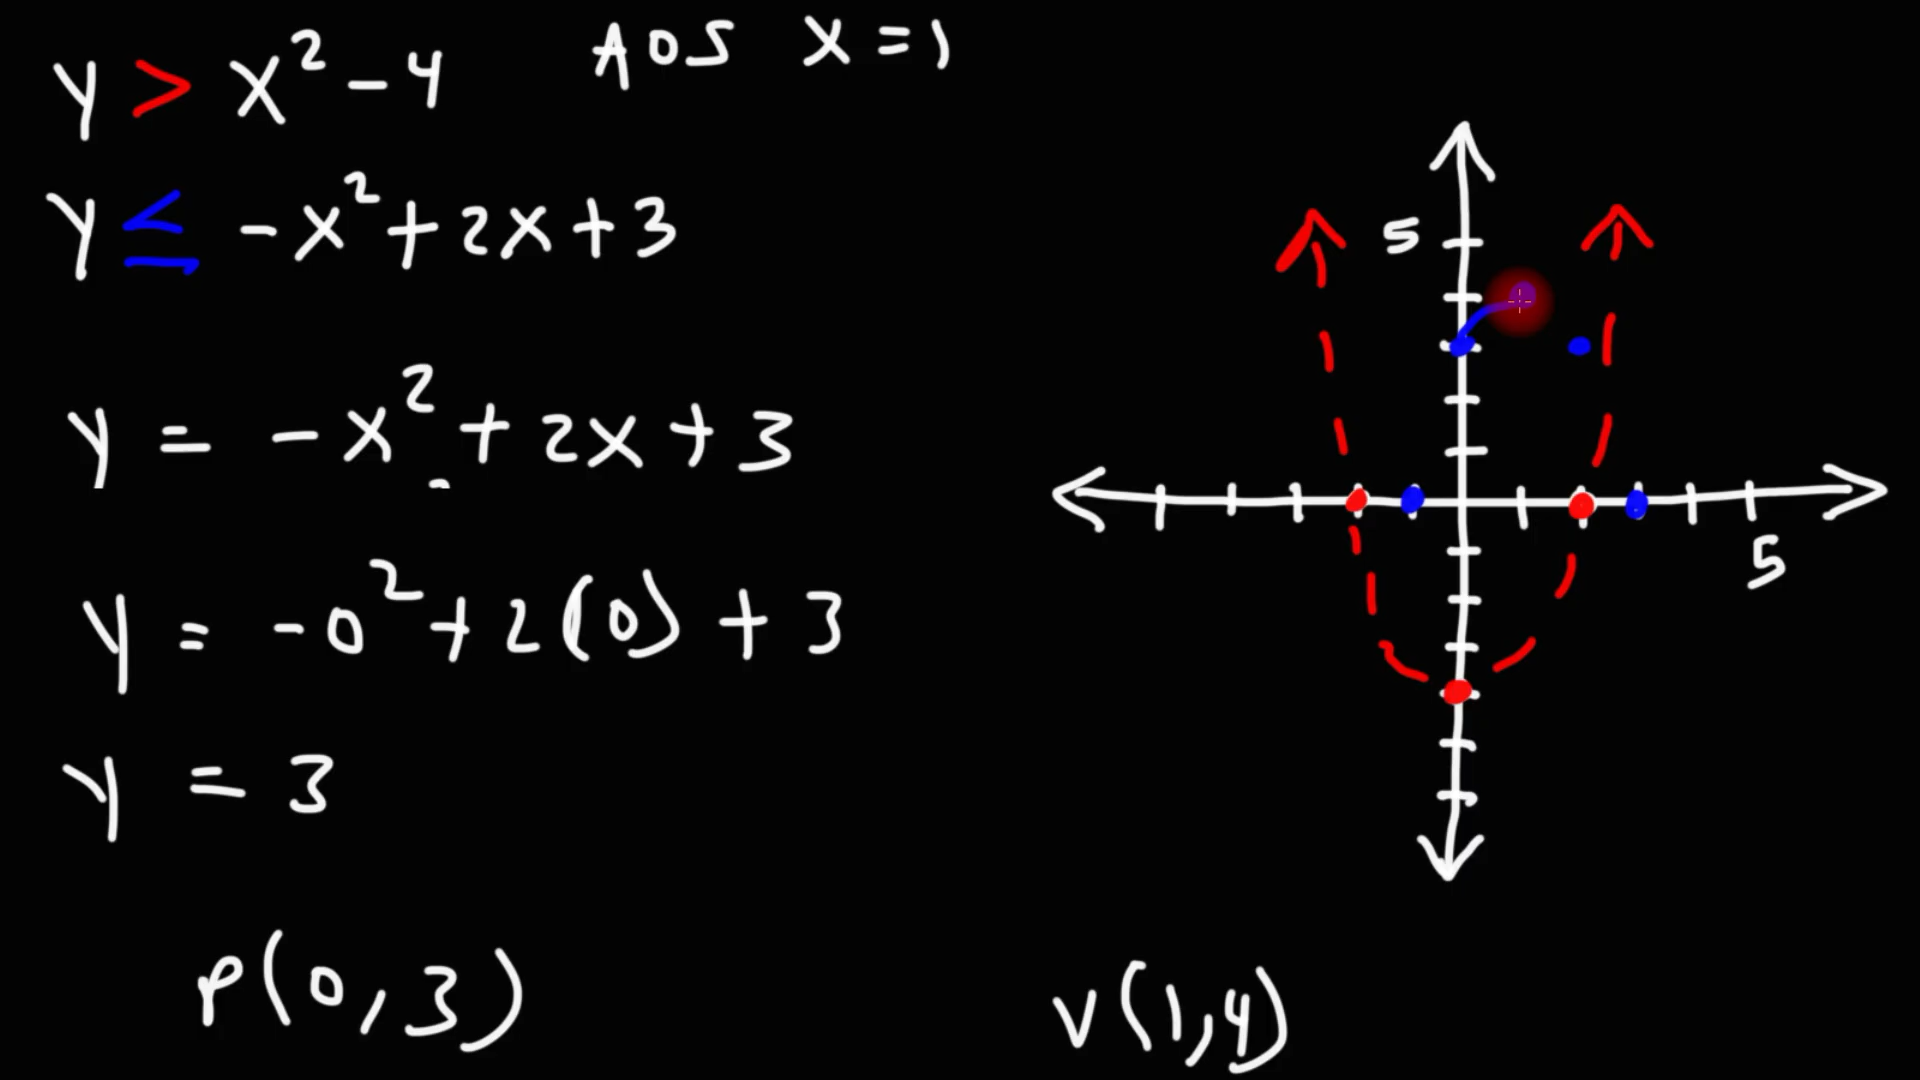 y > x² - 4
AOS x = 1
y ≤ -x² + 2x + 3
y = -x² + 2x + 3
y = -0² + 2(0) + 3
y = 3
P(0,3)
5
5
V(1,4)